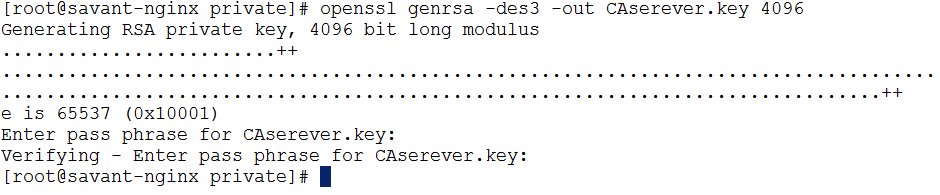 [root@savant-nginx private]# openssl genrsa -des3 -out CAserever.key 4096
Generating RSA private key, 4096 bit long modulus
.........................++
......................................................................................
.................................................................................++
e is 65537 (0x10001)
Enter pass phrase for CAserever.key:
Verifying - Enter pass phrase for CAserever.key:
[root@savant-nginx private]#